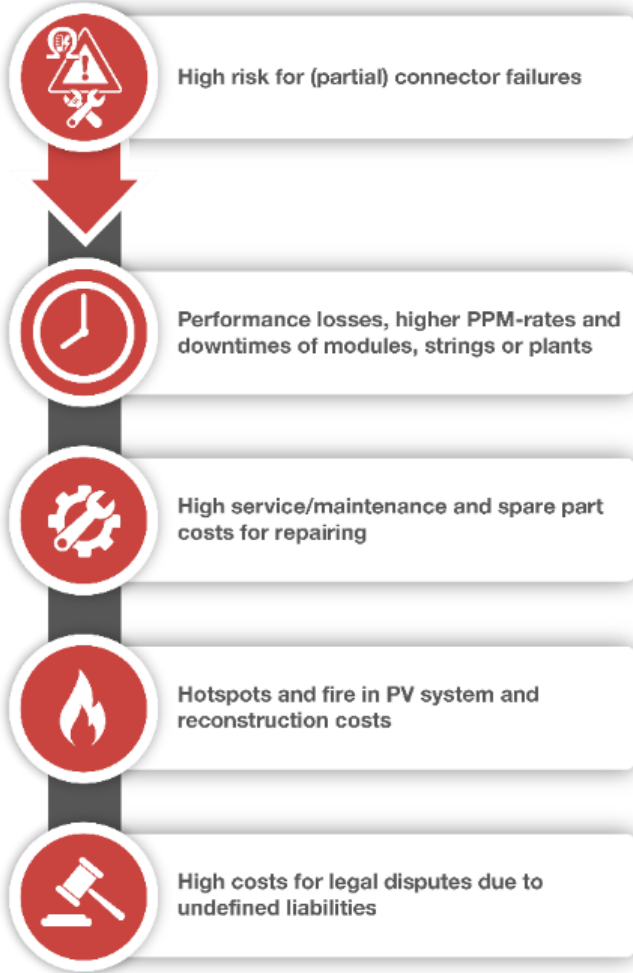 High risk for (partial) connector failures
Performance losses, higher PPM-rates and
downtimes of modules, strings or plants
High service/maintenance and spare part
costs for repairing
Hotspots and fire in PV system and
reconstruction costs
High costs for legal disputes due to
undefined liabilities